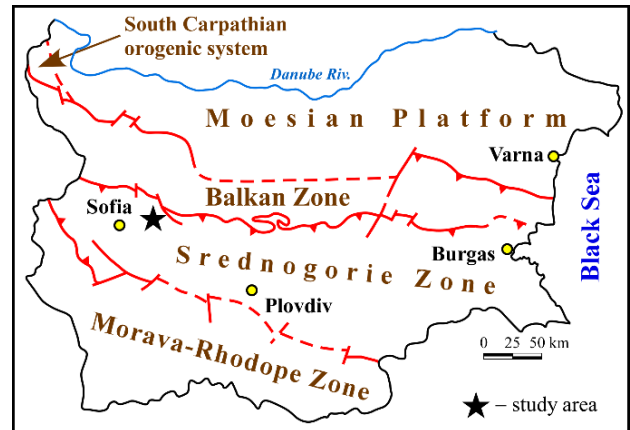 South Carpathian
orogenic system
Danube Riv.
Moesian Platform
Varna
Balkan Zone
Sofia
Black Sea
Burgas
Srednogorie Zone
Plovdiv
Morava-Rhodope Zone
0 25 50 km
– study area